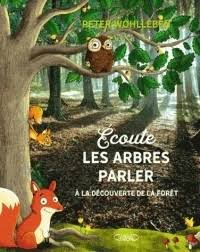 PETER WOHLLEBEN
Écoute
LES ARBRES
PARLER
À LA DÉCOUVERTE DE LA FORÊT